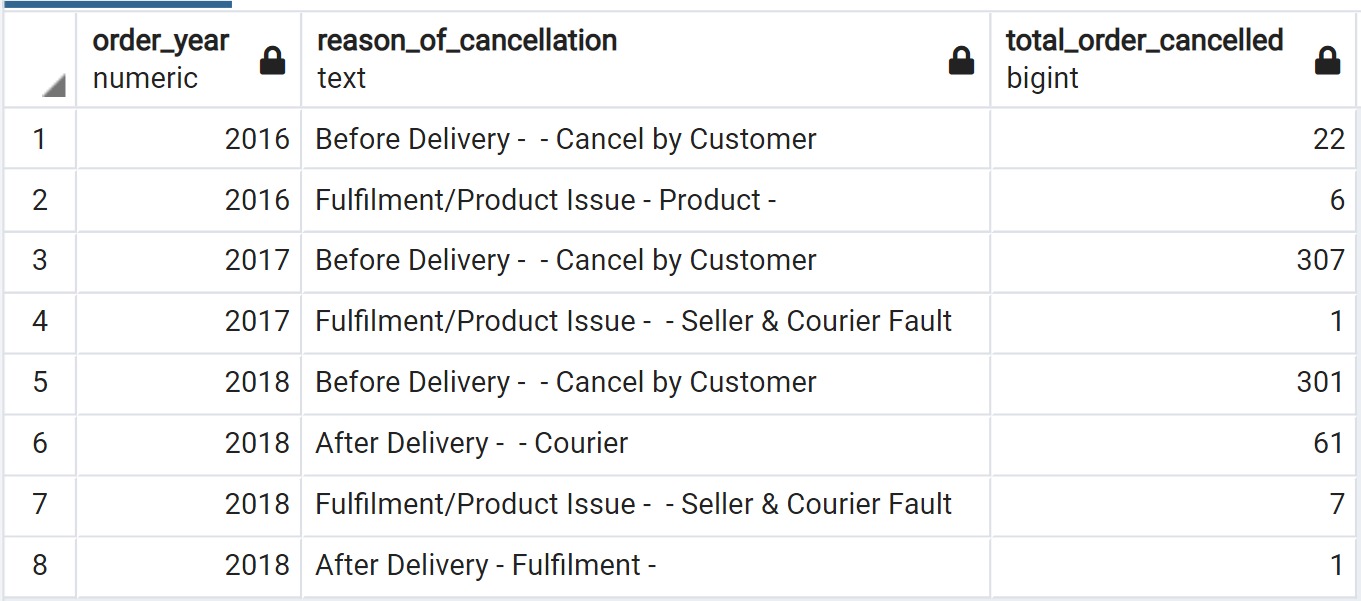 order_year reason_of_cancellation total_order_cancelled
numeric text bigint
1 2016 Before Delivery -  - Cancel by Customer 22
2 2016 Fulfilment/Product Issue - Product - 6
3 2017 Before Delivery -  - Cancel by Customer 307
4 2017 Fulfilment/Product Issue -  - Seller & Courier Fault 1
5 2018 Before Delivery -  - Cancel by Customer 301
6 2018 After Delivery -  - Courier 61
7 2018 Fulfilment/Product Issue -  - Seller & Courier Fault 7
8 2018 After Delivery - Fulfilment - 1